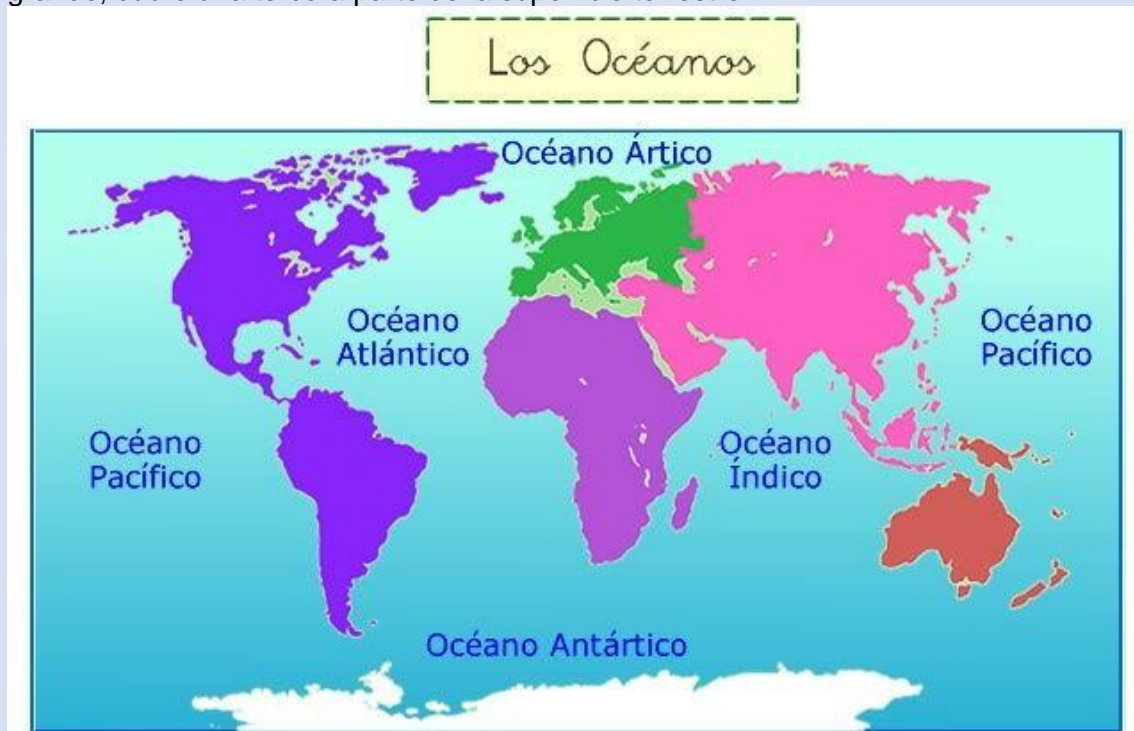 Los Océanos
Océano Ártico
Océano
Atlántico
Océano
Pacífico
Océano
Pacífico
Océano
Índico
Océano Antártico